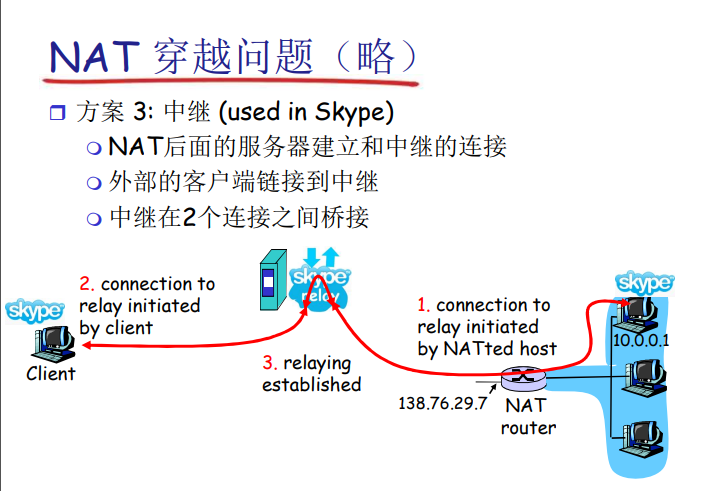 NAT 穿越问题（略）
方案 3: 中继 (used in Skype)
NAT后面的服务器建立和中继的连接
外部的客户端链接到中继
中继在2个连接之间桥接
skype
2. connection to
relay initiated
by client
Client
skype
relay
3. relaying
established
1. connection to
relay initiated
by NATted host
skype
10.0.0.1
138.76.29.7
NAT
router